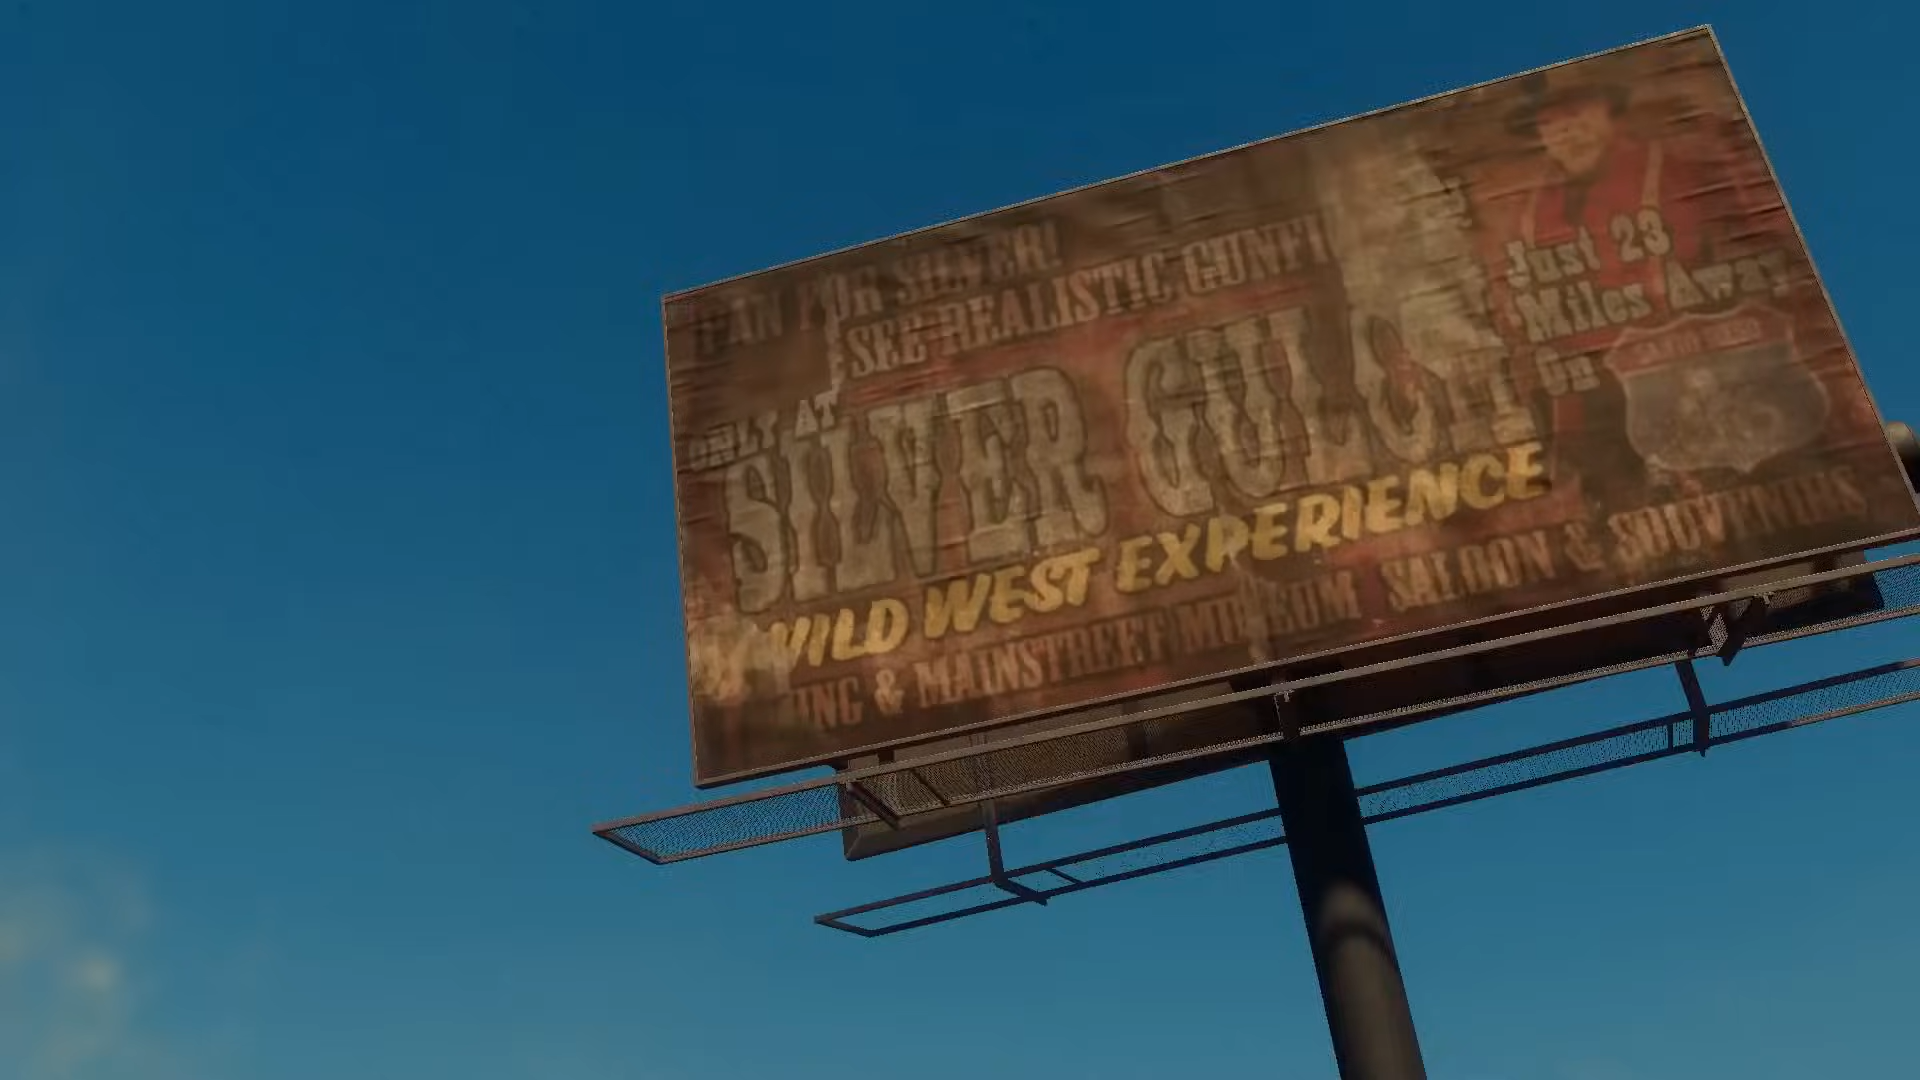 PAN FOR SILVER!
SEE REALISTIC GUNFI
ONLY AT
SILVER GULCH
WILD WEST EXPERIENCE
& MAINSTREET MUSEUM SALOON & SOUVENIRS
Just 23
Miles Away
On